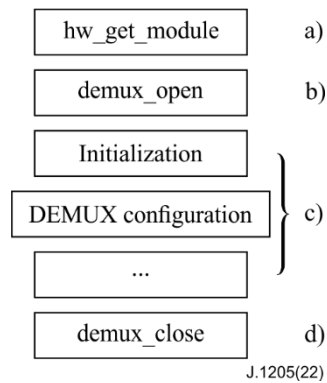 hw_get_module a)
demux_open b)
Initialization
DEMUX configuration c)
...
demux_close d)
J.1205(22)